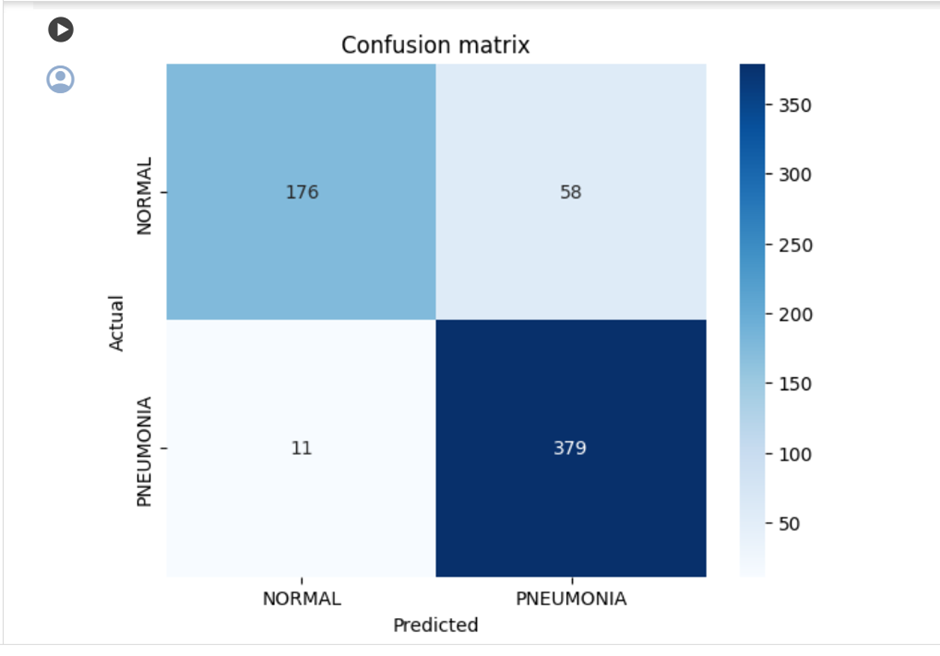 Confusion matrix
NORMAL
176
58
350
300
250
200
150
100
50
Actual
PNEUMONIA
11
379
NORMAL
PNEUMONIA
Predicted